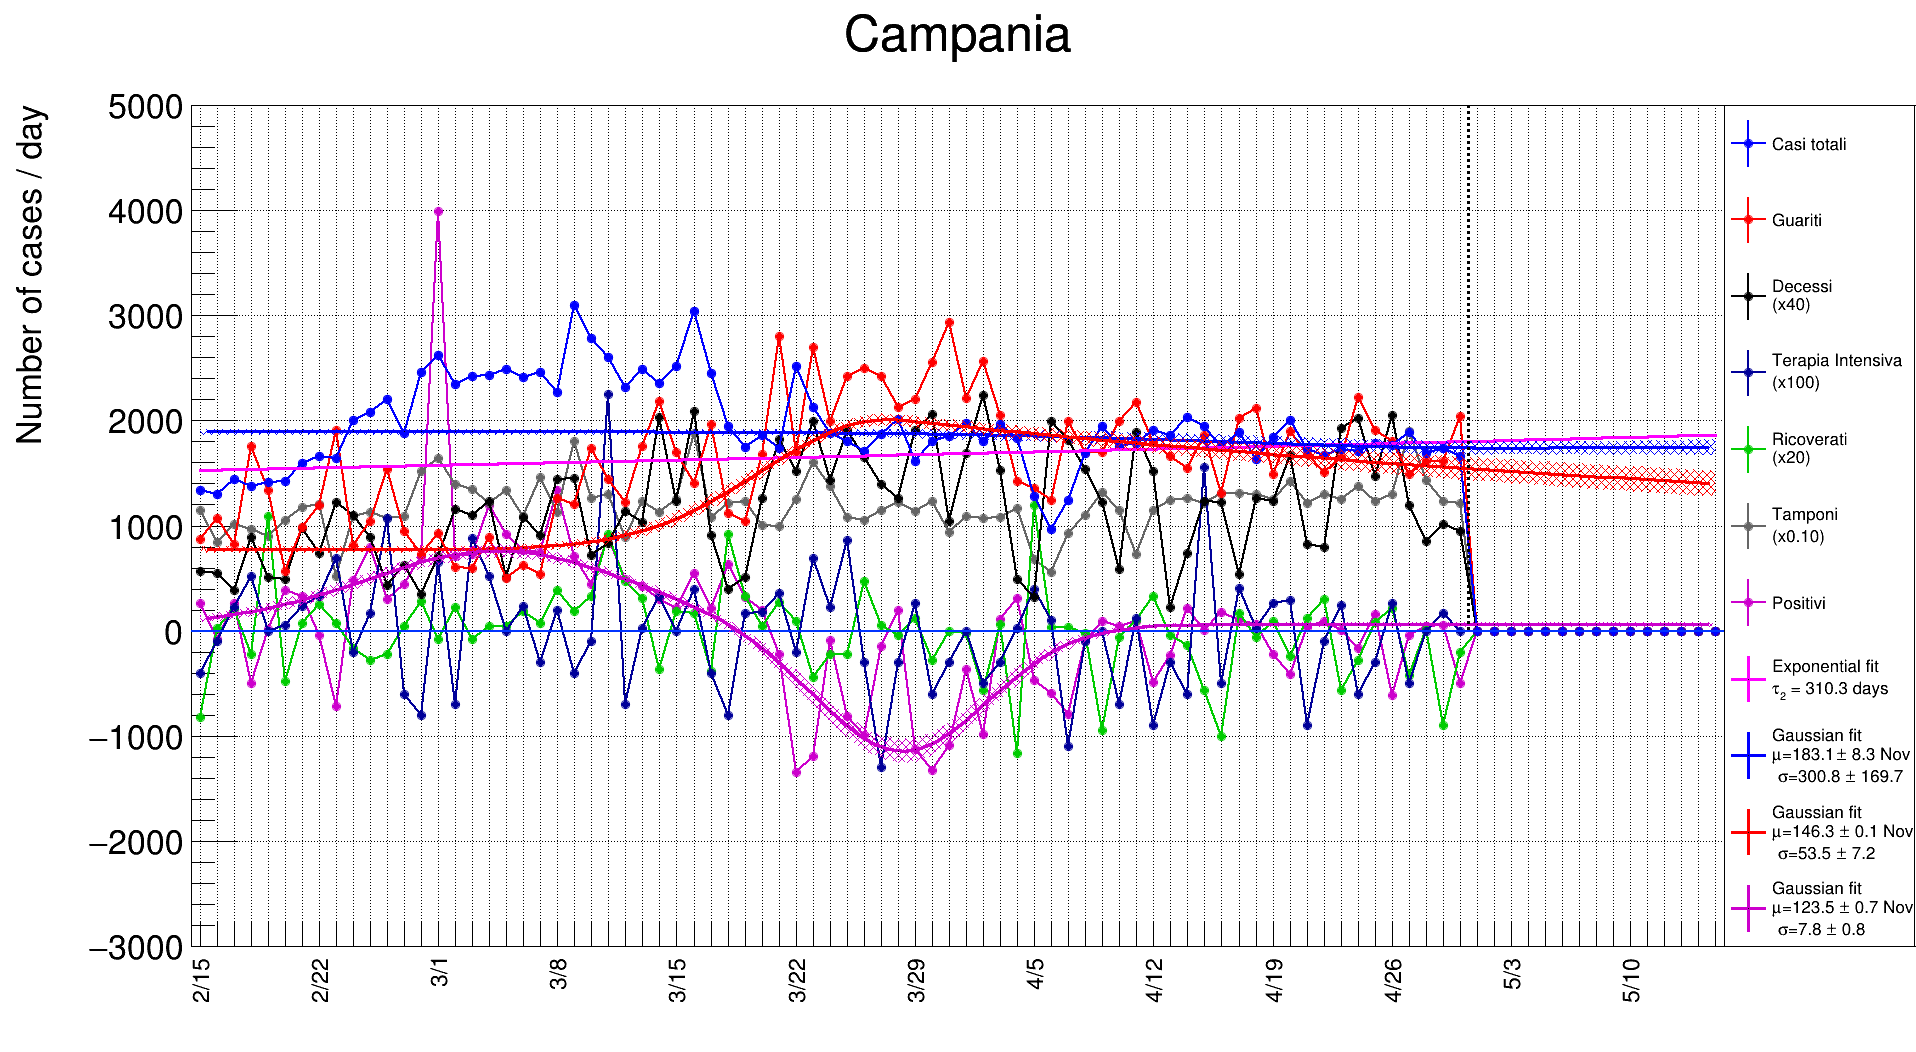 Campania
Number of cases / day
5000
4000
3000
2000
1000
0
−1000
−2000
−3000
2/15
2/22
3/1
3/8
3/15
3/22
3/29
4/5
4/12
4/19
4/26
5/3
5/10
Casi totali
Guariti
Decessi
(x40)
Terapia Intensiva
(x100)
Ricoverati
(x20)
Tamponi
(x0.10)
Positivi
Exponential fit
τ₂ = 310.3 days
Gaussian fit
μ=183.1 ± 8.3 Nov
σ=300.8 ± 169.7
Gaussian fit
μ=146.3 ± 0.1 Nov
σ=53.5 ± 7.2
Gaussian fit
μ=123.5 ± 0.7 Nov
σ=7.8 ± 0.8